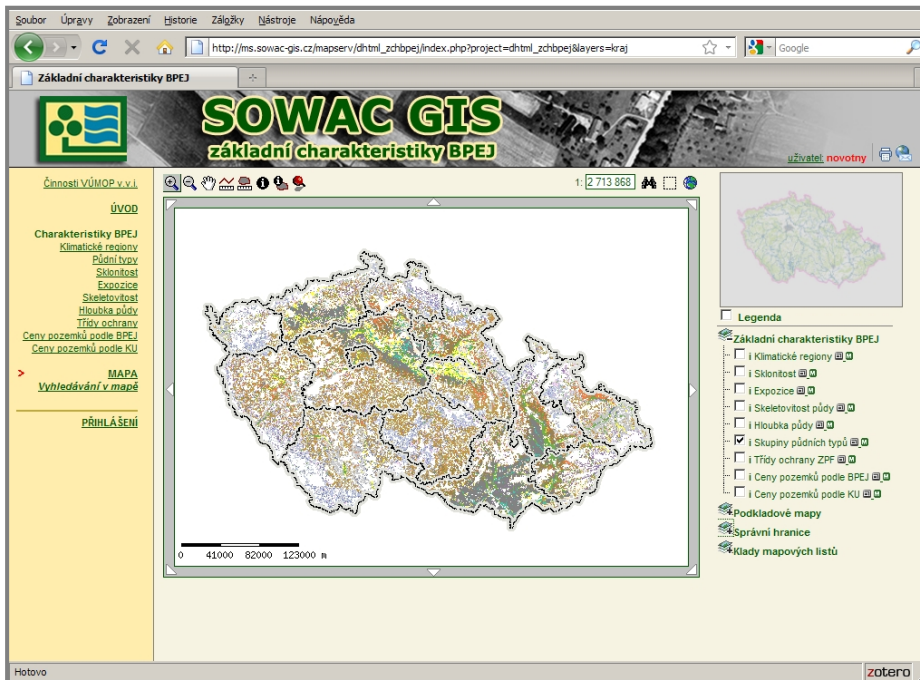 Soubor Úpravy Zobrazení Historie Záložky Nástroje Nápověda
http://ms.sowac-gis.cz/mapserv/dhtml_zchbpej/index.php?project=dhtml_zchbpej&layers=kraj
Google
Základní charakteristiky BPEJ
SOWAC GIS
základní charakteristiky BPEJ
uživatel: novotny
Činnosti VÚMOP v.v.i.
ÚVOD
Charakteristiky BPEJ
Klimatické regiony
Půdní typy
Sklonitost
Expozice
Skeletovitost
Hloubka půdy
Třídy ochrany
Ceny pozemků podle BPEJ
Ceny pozemků podle KU
> MAPA
Vyhledávání v mapě
PŘIHLÁŠENÍ
1: 2 713 868
0 41000 82000 123000 m
Legenda
Základní charakteristiky BPEJ
i Klimatické regiony
i Sklonitost
i Expozice
i Skeletovitost půdy
i Hloubka půdy
i Skupiny půdních typů
i Třídy ochrany ZPF
i Ceny pozemků podle BPEJ
i Ceny pozemků podle KU
Podkladové mapy
Správní hranice
Klady mapových listů
Hotovo
zotero